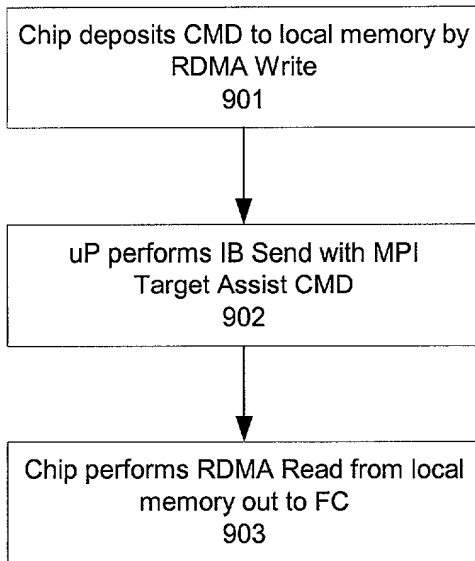 Chip deposits CMD to local memory by
RDMA Write
901
uP performs IB Send with MPI
Target Assist CMD
902
Chip performs RDMA Read from local
memory out to FC
903